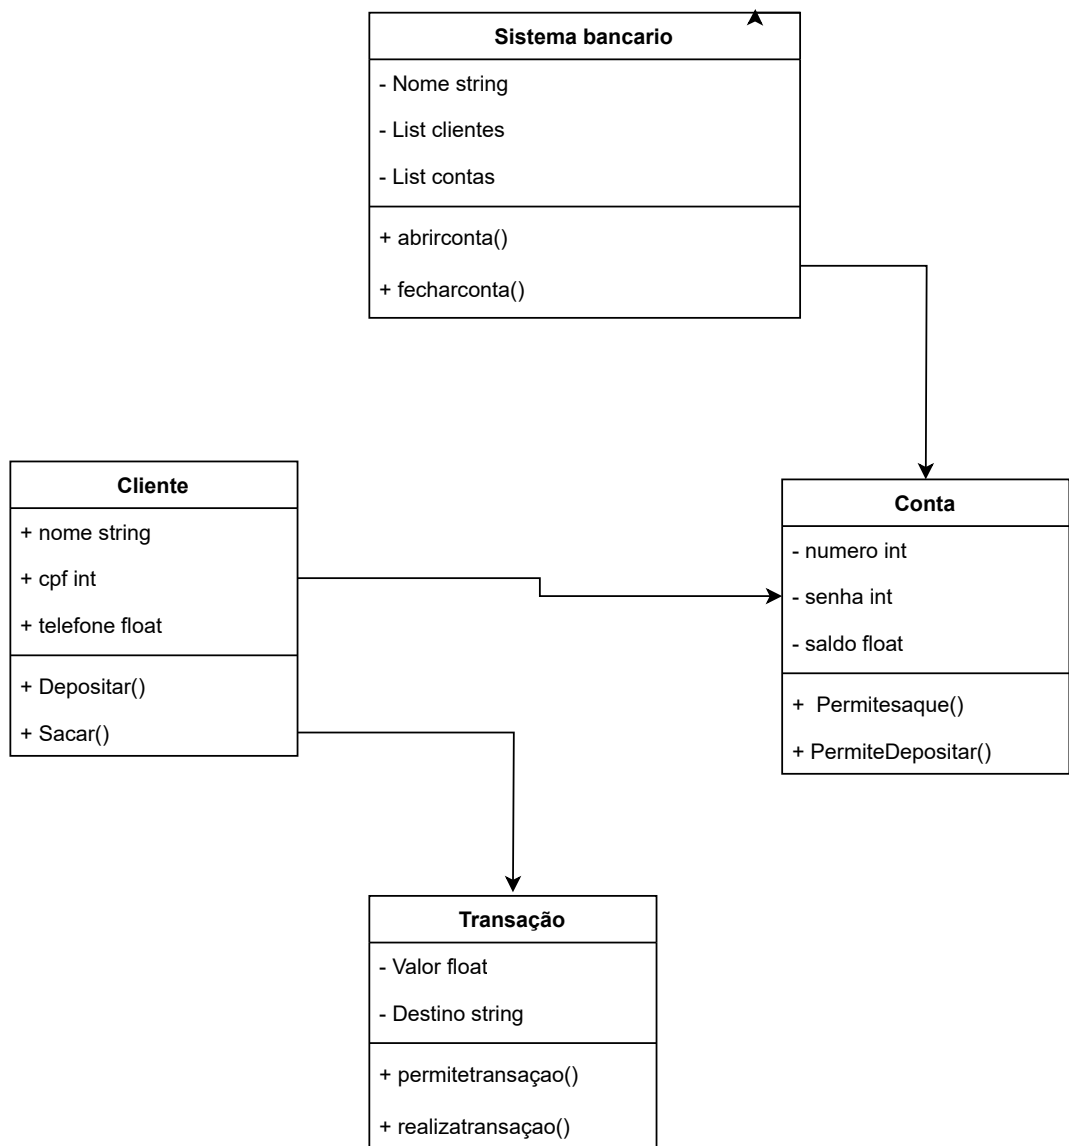 Sistema bancario
- Nome string
- List clientes
- List contas
+ abrirconta()
+ fecharconta()
Cliente
+ nome string
+ cpf int
+ telefone float
+ Depositar()
+ Sacar()
Conta
- numero int
- senha int
- saldo float
+ Permitesaque()
+ PermiteDepositar()
Transação
- Valor float
- Destino string
+ permitetransaçao()
+ realizatransaçao()